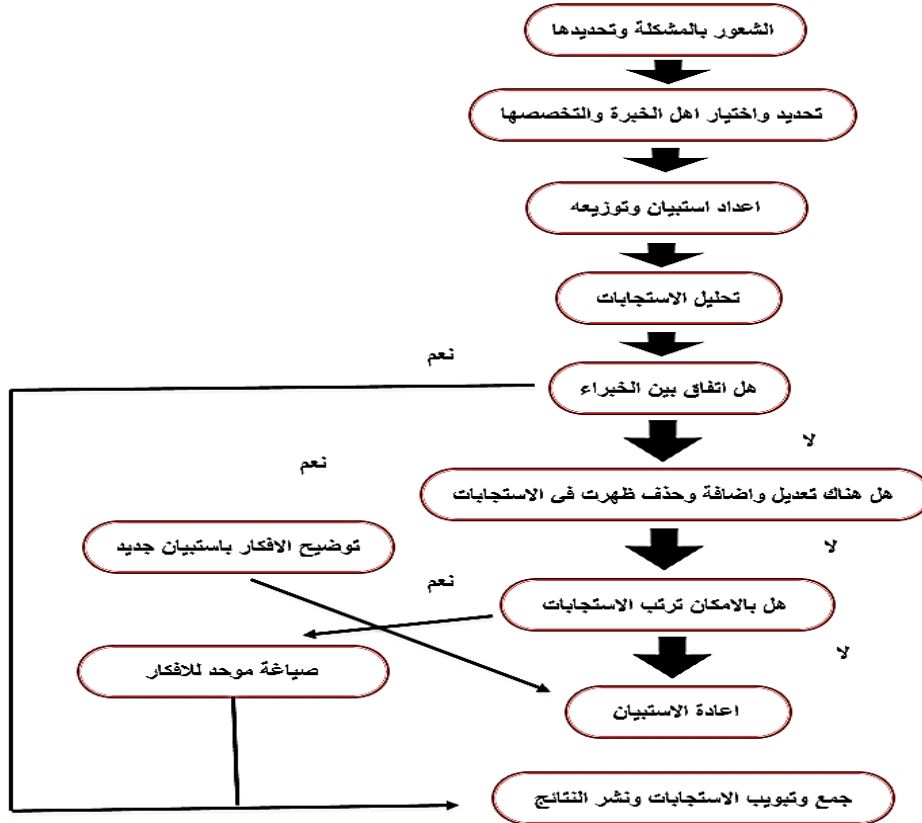 الشعور بالمشكلة وتحديدها
تحديد واختيار اهل الخبرة والتخصصها
اعداد استبيان وتوزيعه
تحليل الاستجابات
نعم
هل اتفاق بين الخبراء
لا
نعم
هل هناك تعديل واضافة وحذف ظهرت فى الاستجابات
توضيح الافكار باستبيان جديد
لا
نعم
هل بالامكان ترتب الاستجابات
لا
صياغة موحد للافكار
اعادة الاستبيان
جمع وتبويب الاستجابات ونشر النتائج